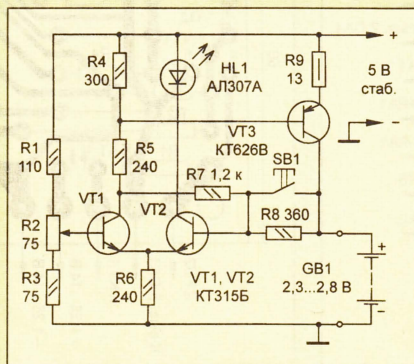 R4
300
HL1
АЛ307А
R9
13
+
5 В
стаб.
−
R1
110
R5
240
VT3
КТ626В
SB1
R7 1,2 к
VT1
VT2
R2
75
R8 360
R3
75
R6
240
VT1, VT2
КТ315Б
GB1
2,3...2,8 В
+
−